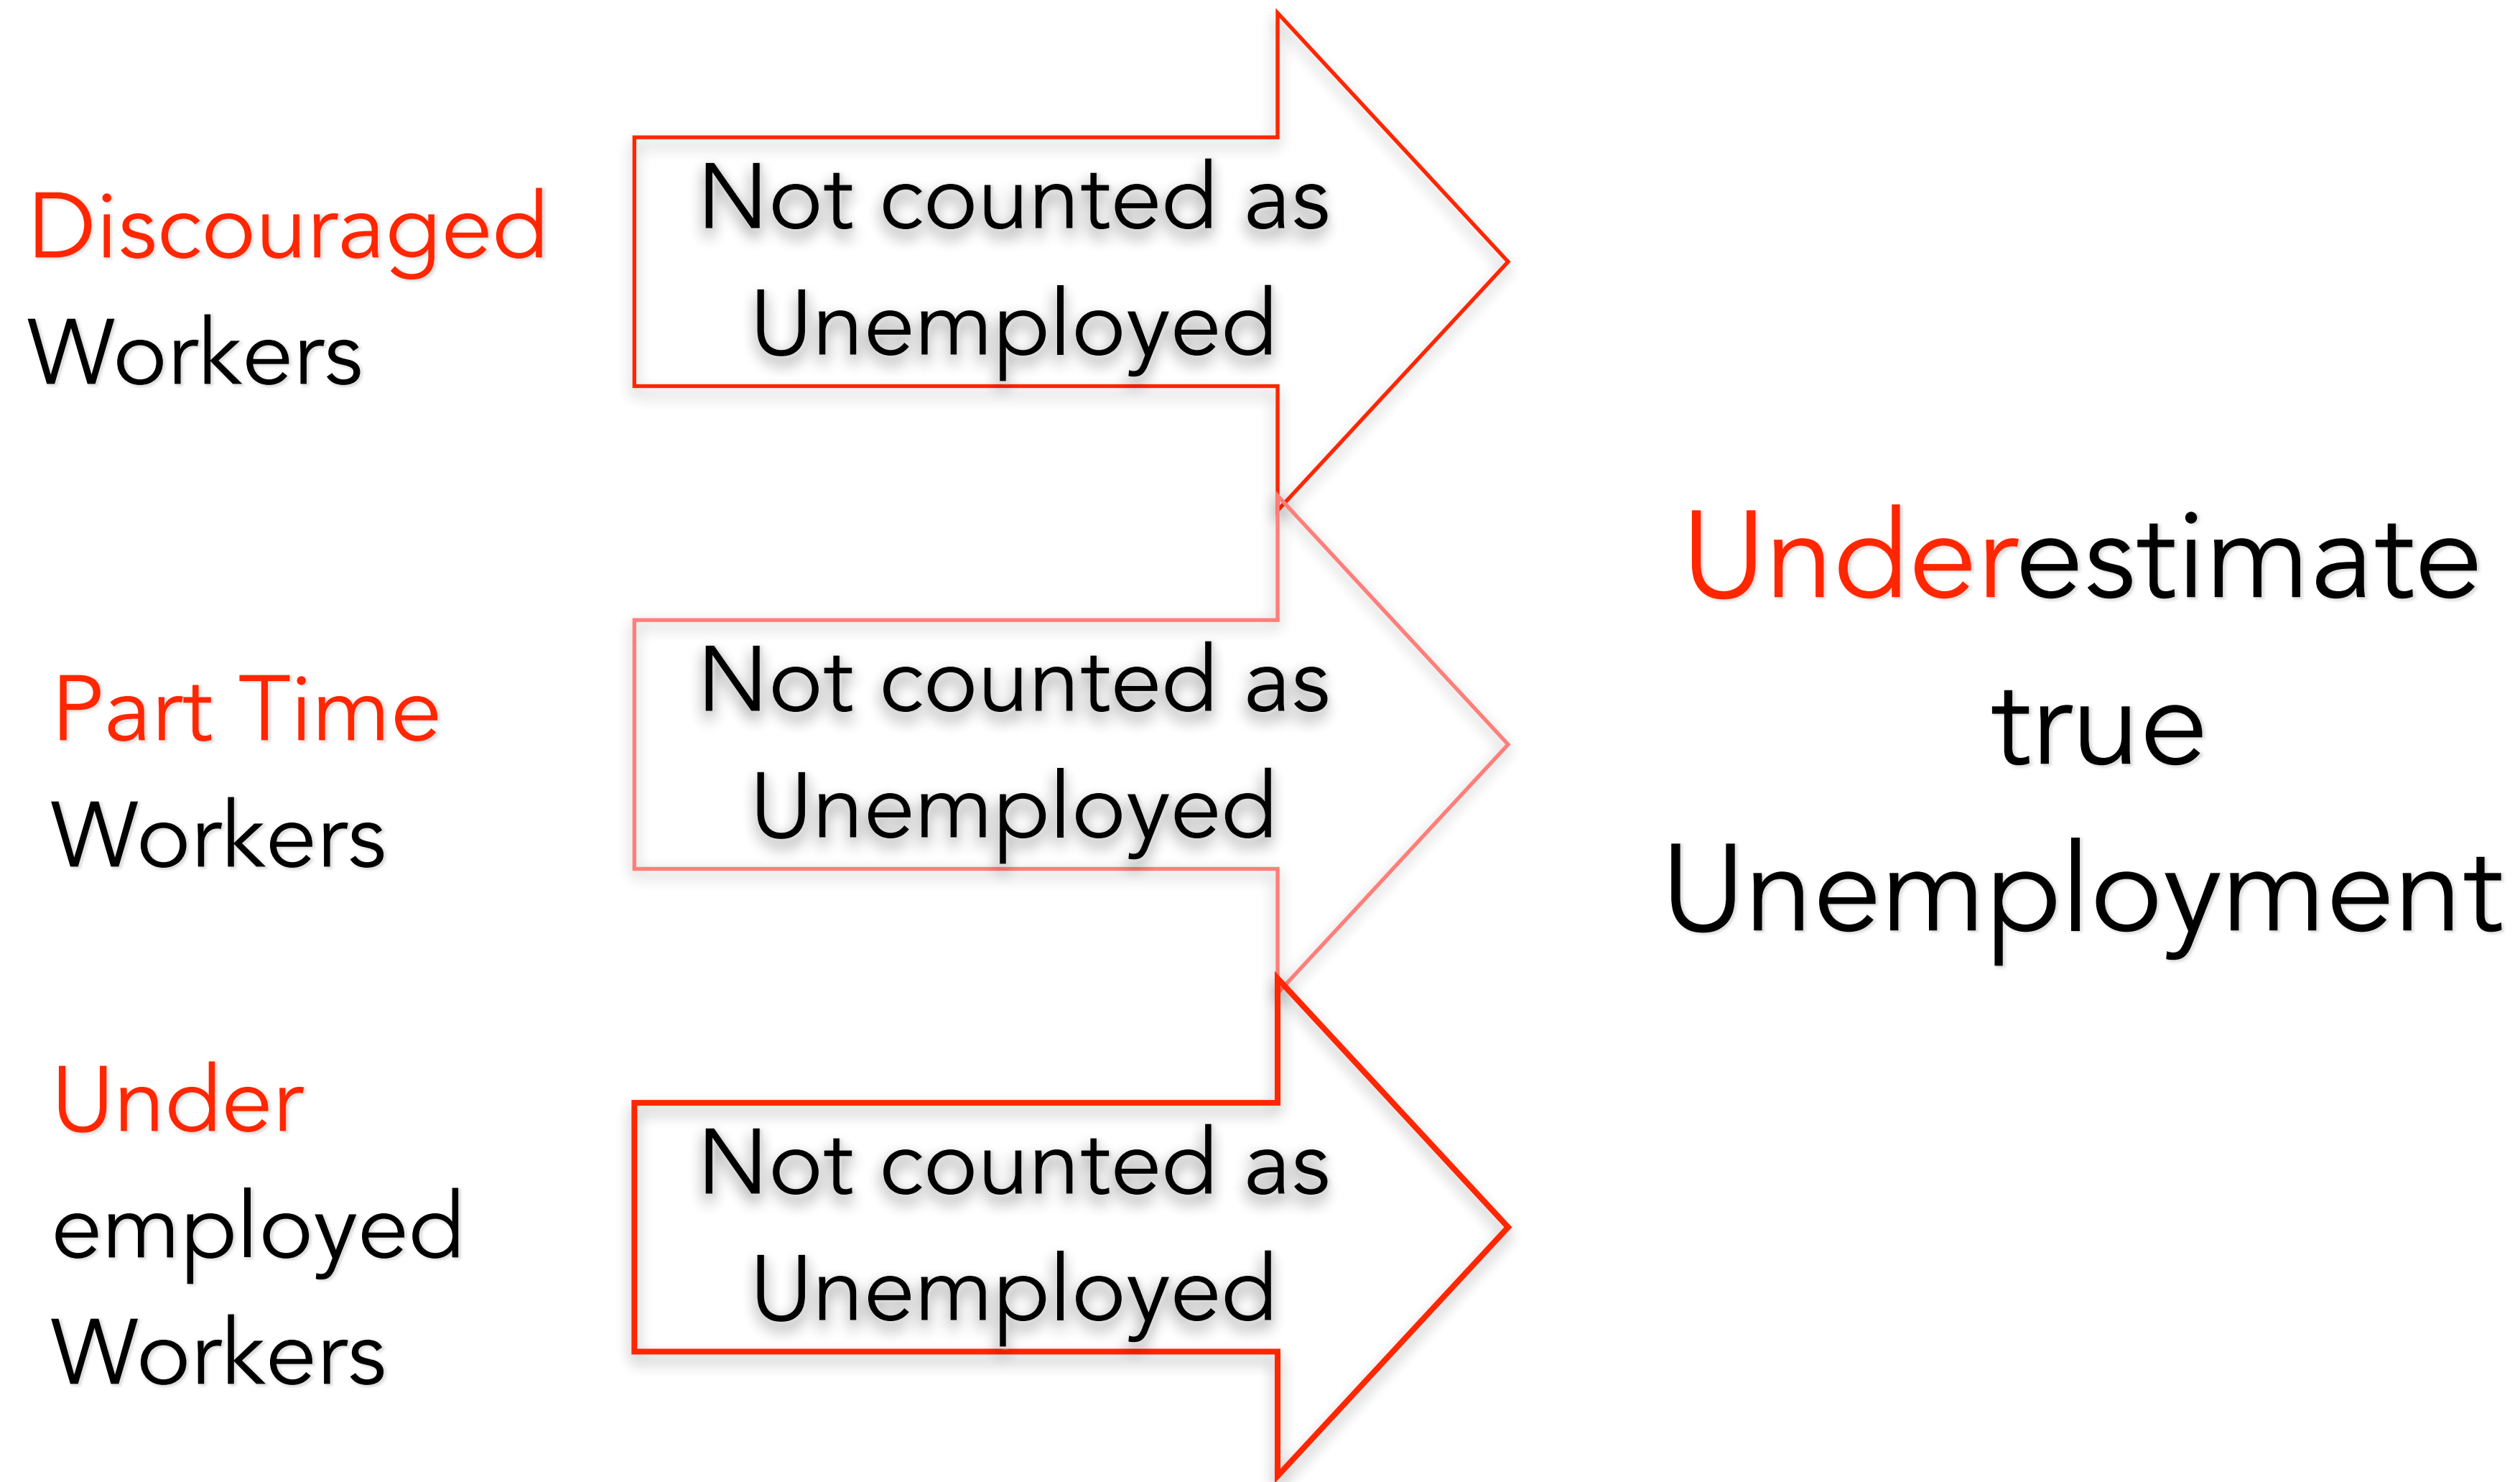 Discouraged
Workers
Not counted as
Unemployed
Part Time
Workers
Not counted as
Unemployed
Under
employed
Workers
Not counted as
Unemployed
Underestimate
true
Unemployment